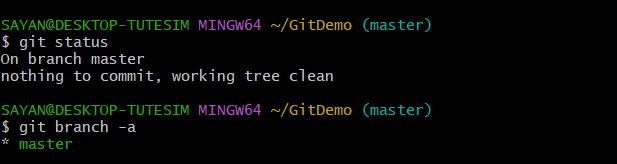 SAYAN@DESKTOP-TUTESIM MINGW64 ~/GitDemo (master)
$ git status
On branch master
nothing to commit, working tree clean
SAYAN@DESKTOP-TUTESIM MINGW64 ~/GitDemo (master)
$ git branch -a
* master